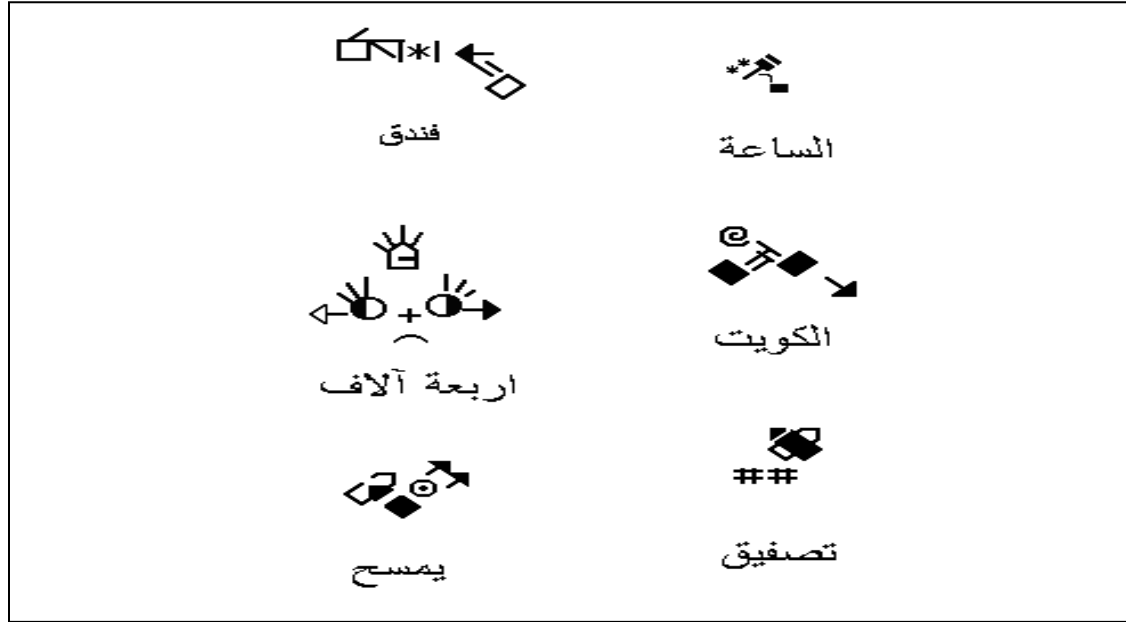 الساعة
فندق
الكويت
اربعة آلاف
تصفيق
يمسح